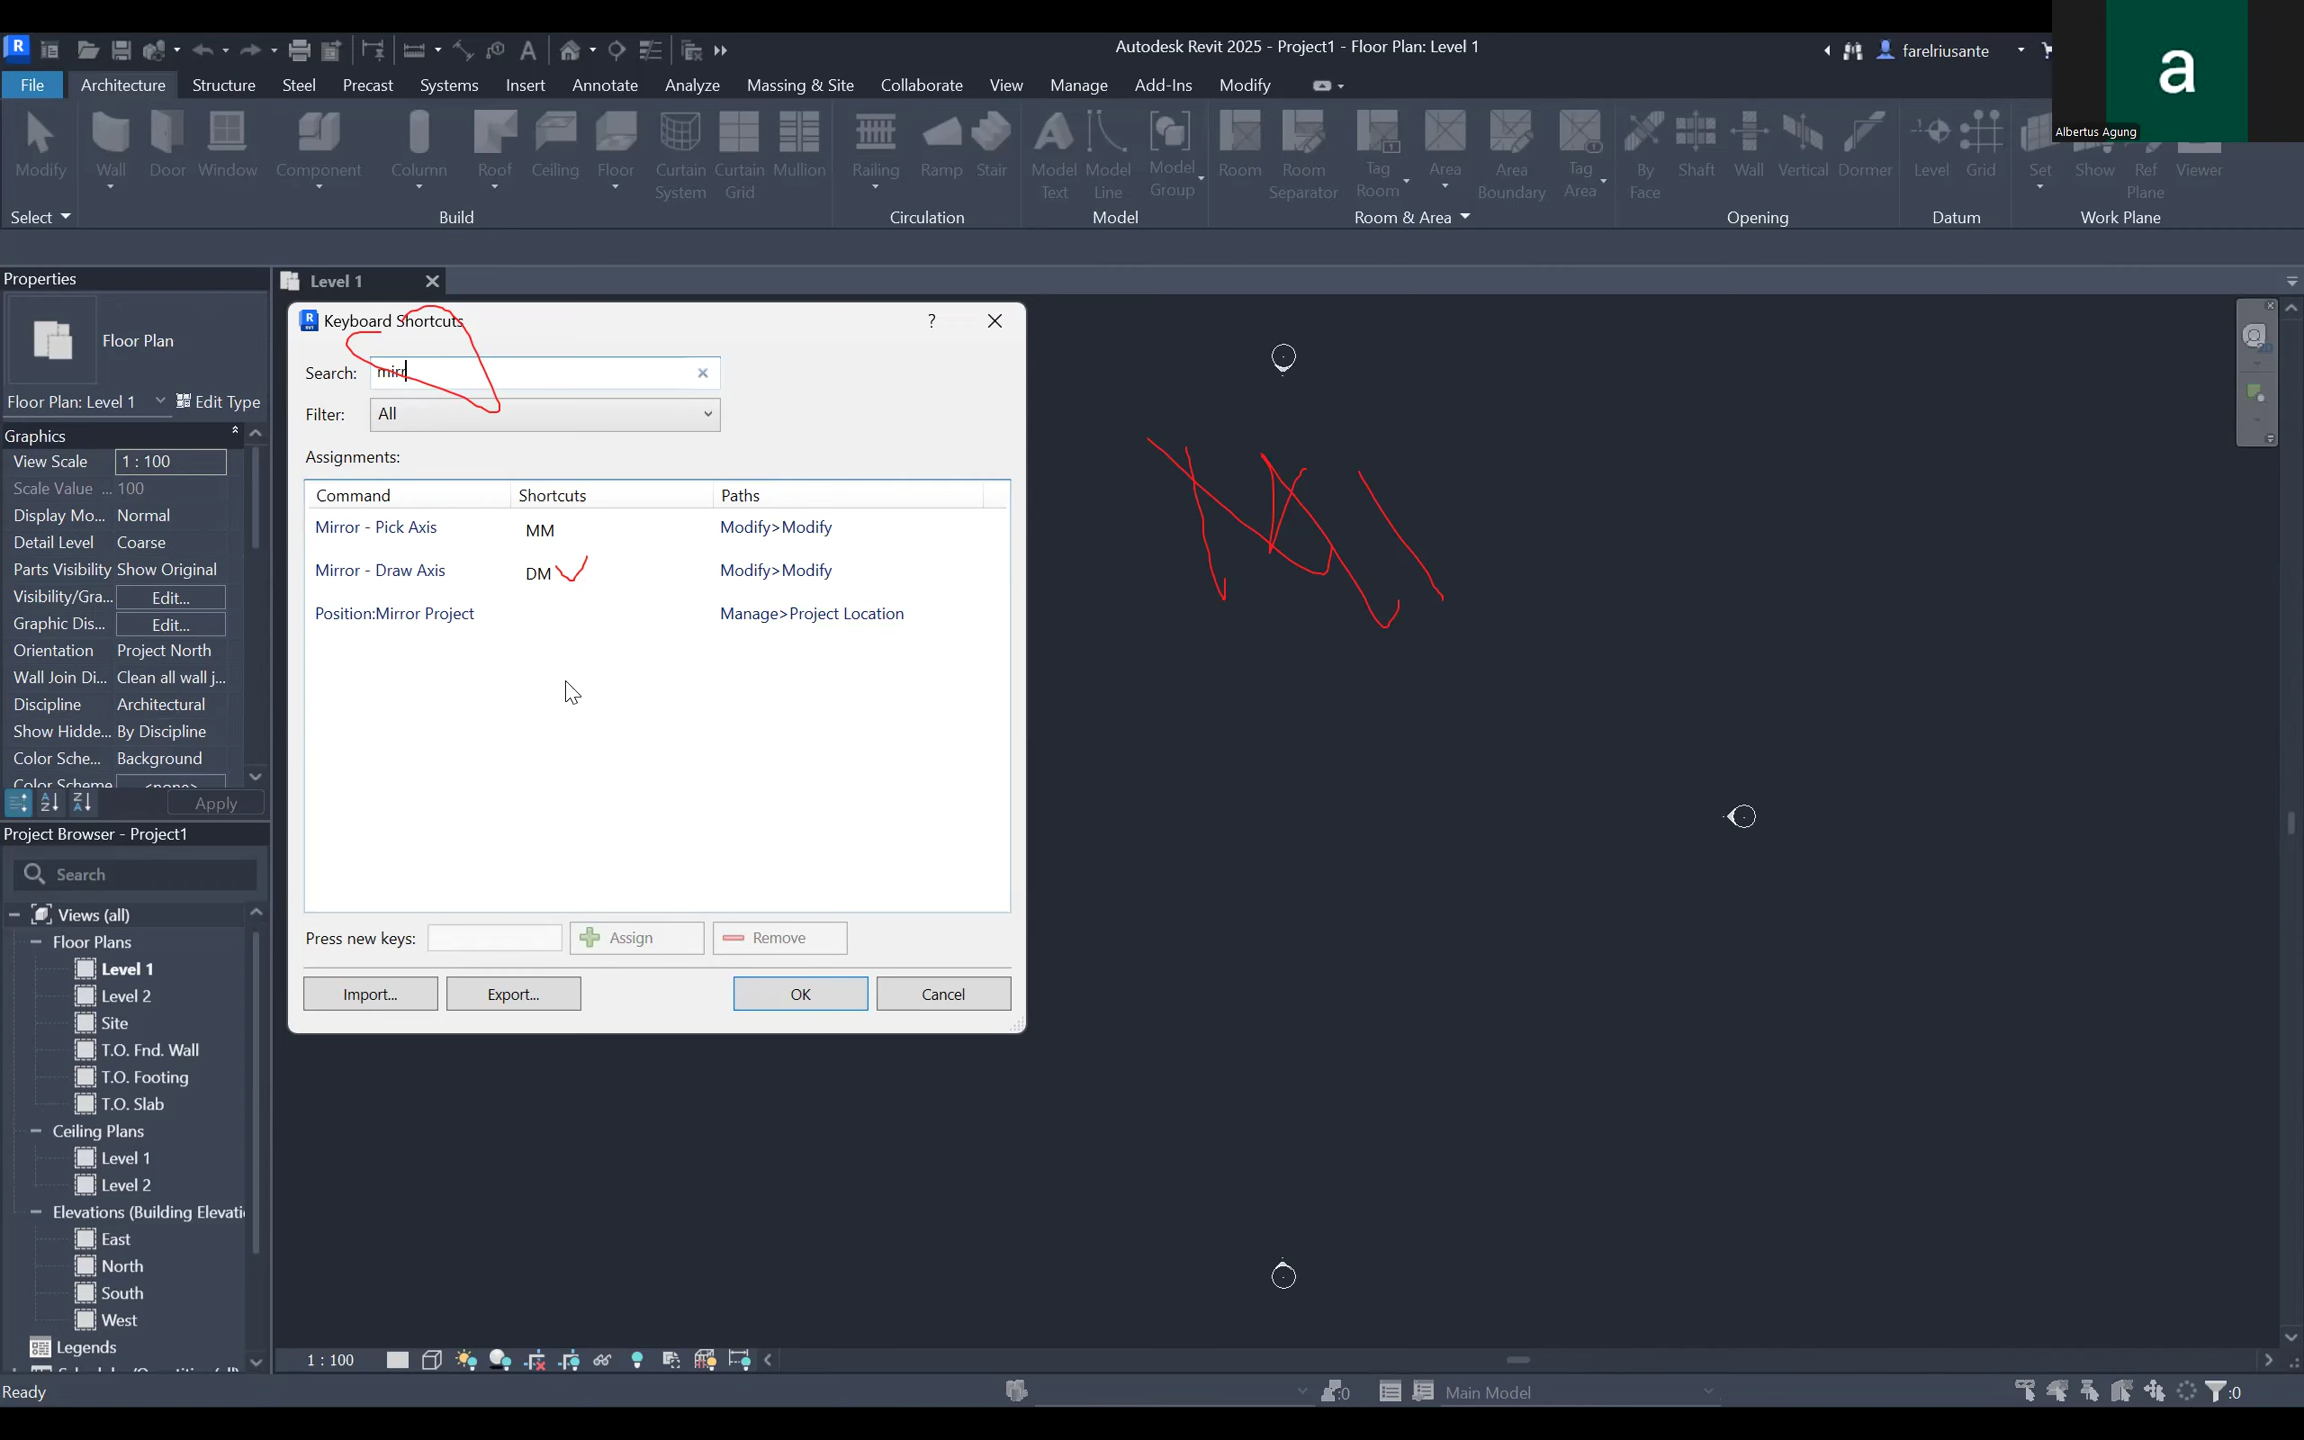 Autodesk Revit 2025 - Project1 - Floor Plan: Level 1
farelriusante
a
Albertus Agung
File Architecture Structure Steel Precast Systems Insert Annotate Analyze Massing & Site Collaborate View Manage Add-Ins Modify
Modify Wall Door Window Component Column Roof Ceiling Floor Curtain System Curtain Grid Mullion Railing Ramp Stair Model Text Model Line Model Group Room Room Separator Tag Room Area Area Boundary Tag Area By Face Shaft Wall Vertical Dormer Level Grid Set Show Ref Plane Viewer
Select Build Circulation Model Room & Area Opening Datum Work Plane
Properties
Floor Plan
Floor Plan: Level 1 Edit Type
Graphics
View Scale 1 : 100
Scale Value ... 100
Display Mo... Normal
Detail Level Coarse
Parts Visibility Show Original
Visibility/Gra... Edit...
Graphic Dis... Edit...
Orientation Project North
Wall Join Di... Clean all wall j...
Discipline Architectural
Show Hidde... By Discipline
Color Sche... Background
Color Scheme <none>
Apply
Project Browser - Project1
Search
Views (all)
Floor Plans
Level 1
Level 2
Site
T.O. Fnd. Wall
T.O. Footing
T.O. Slab
Ceiling Plans
Level 1
Level 2
Elevations (Building Elevati
East
North
South
West
Legends
Level 1
Keyboard Shortcuts
?
Search: mirr
Filter: All
Assignments:
Command Shortcuts Paths
Mirror - Pick Axis MM Modify>Modify
Mirror - Draw Axis DM Modify>Modify
Position:Mirror Project Manage>Project Location
Press new keys: Assign Remove
Import... Export... OK Cancel
1 : 100
Ready :0 Main Model :0